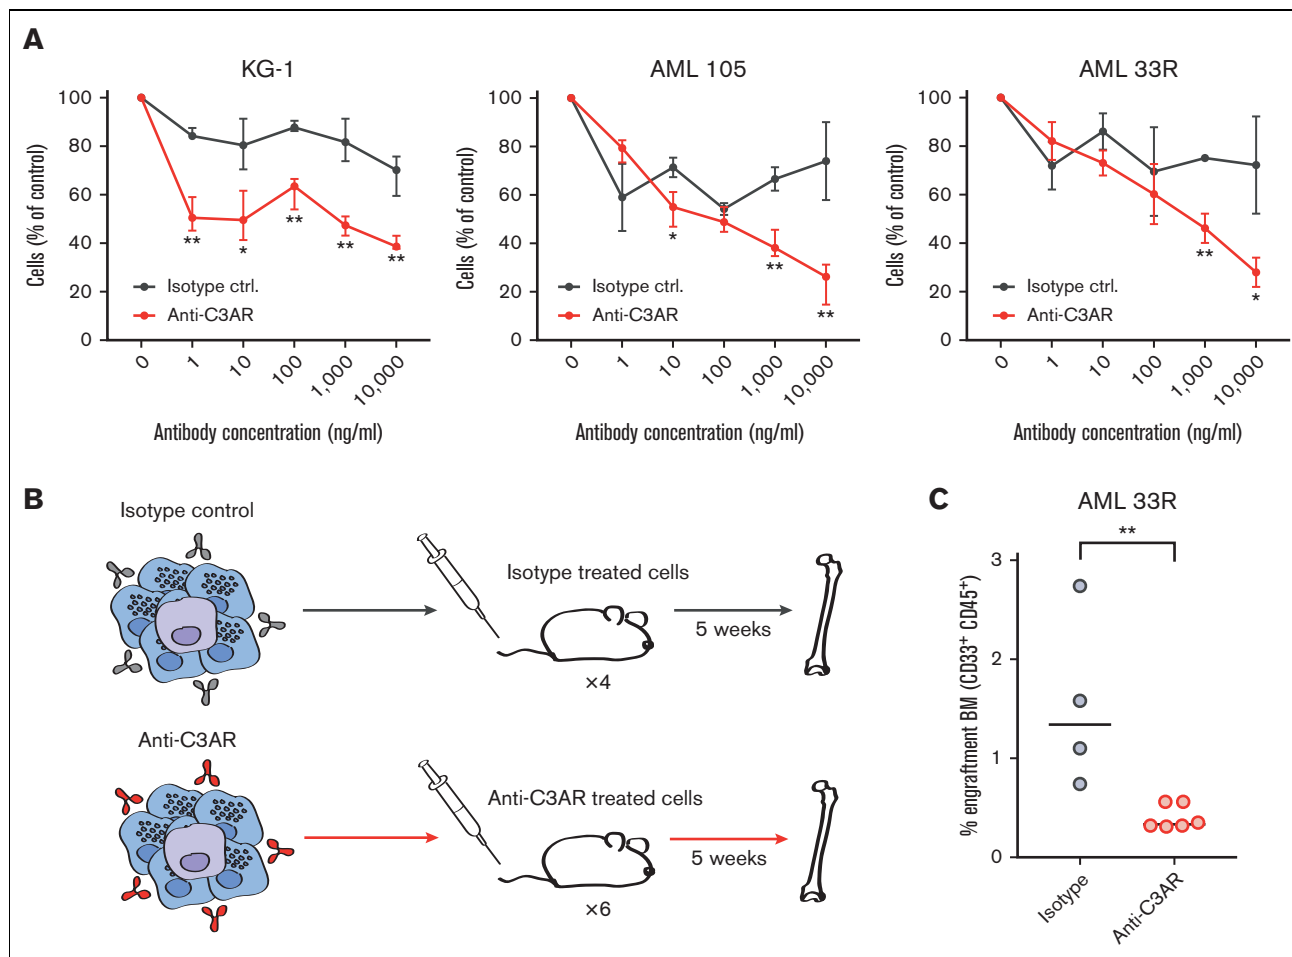 A
KG-1
Cells (% of control)
100
80
60
40
20
0
**
*
**
**
**
Isotype ctrl.
Anti-C3AR
0
1
10
100
1,000
10,000
Antibody concentration (ng/ml)
AML 105
Cells (% of control)
100
80
60
40
20
0
*
**
**
Isotype ctrl.
Anti-C3AR
0
1
10
100
1,000
10,000
Antibody concentration (ng/ml)
AML 33R
Cells (% of control)
100
80
60
40
20
0
**
*
Isotype ctrl.
Anti-C3AR
0
1
10
100
1,000
10,000
Antibody concentration (ng/ml)
B
Isotype control
Isotype treated cells
×4
5 weeks
Anti-C3AR
Anti-C3AR treated cells
×6
5 weeks
C
AML 33R
**
% engraftment BM (CD33⁺ CD45⁺)
3
2
1
0
Isotype
Anti-C3AR